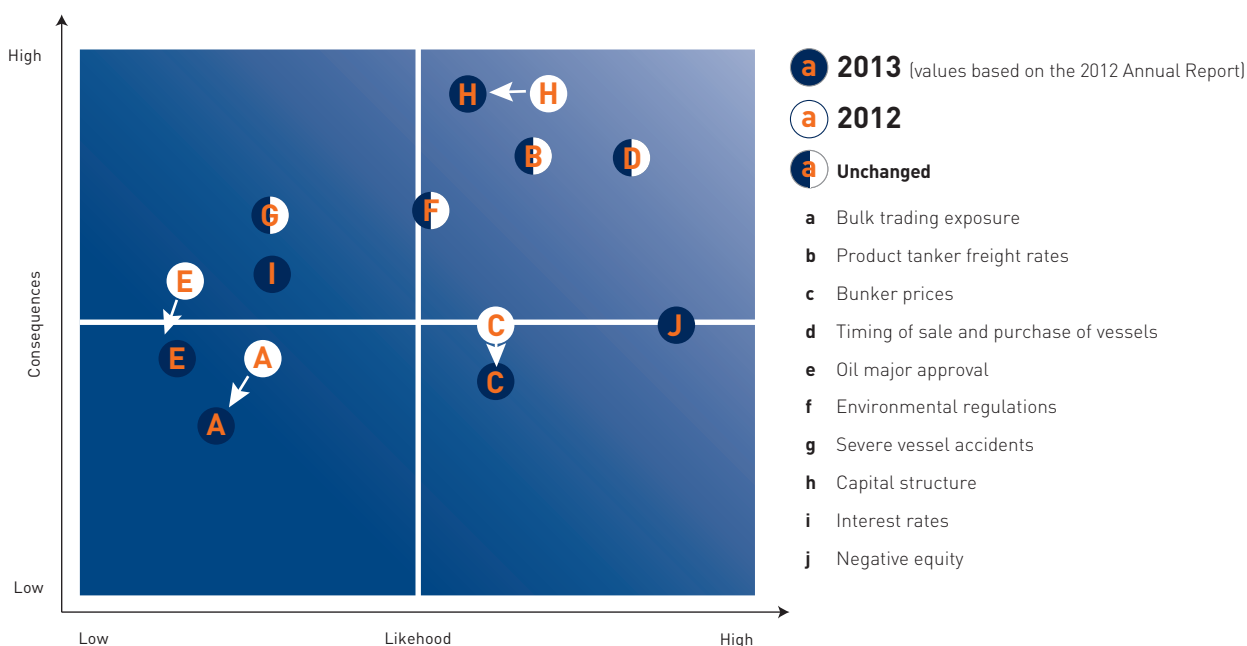 High
Consequences
Low
Low
Likehood
High
H
H
B
D
G
F
I
E
E
A
A
C
C
J
a 2013 (values based on the 2012 Annual Report)
a 2012
a Unchanged
a Bulk trading exposure
b Product tanker freight rates
c Bunker prices
d Timing of sale and purchase of vessels
e Oil major approval
f Environmental regulations
g Severe vessel accidents
h Capital structure
i Interest rates
j Negative equity